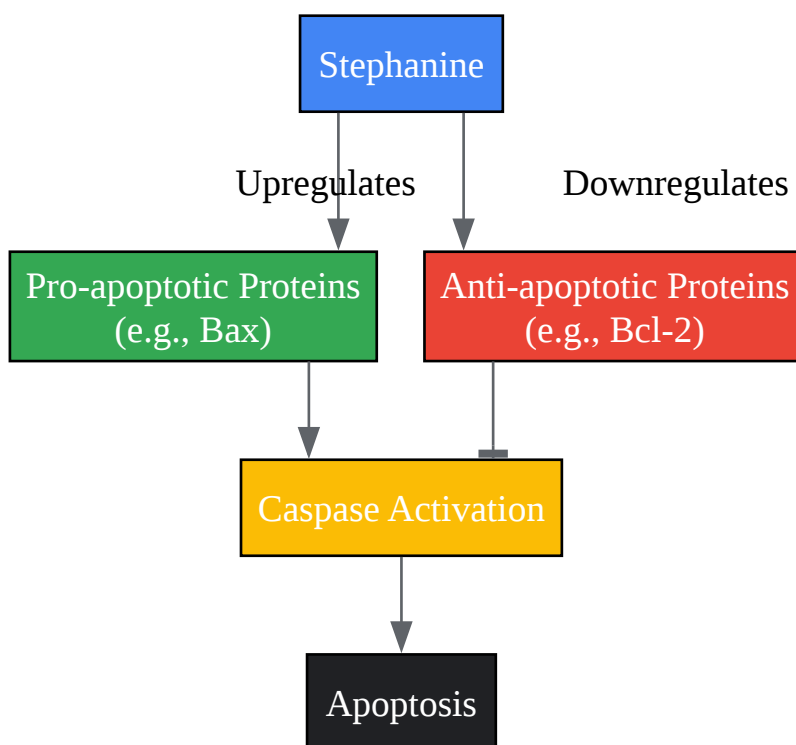 Stephanine
Upregulates
Downregulates
Pro-apoptotic Proteins
(e.g., Bax)
Anti-apoptotic Proteins
(e.g., Bcl-2)
Caspase Activation
Apoptosis